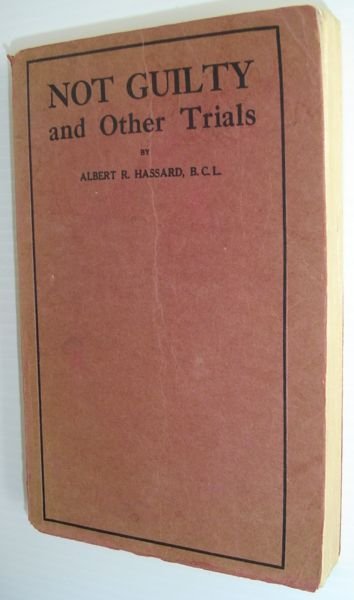 NOT GUILTY
and Other Trials
BY
ALBERT R. HASSARD, B.C.L.